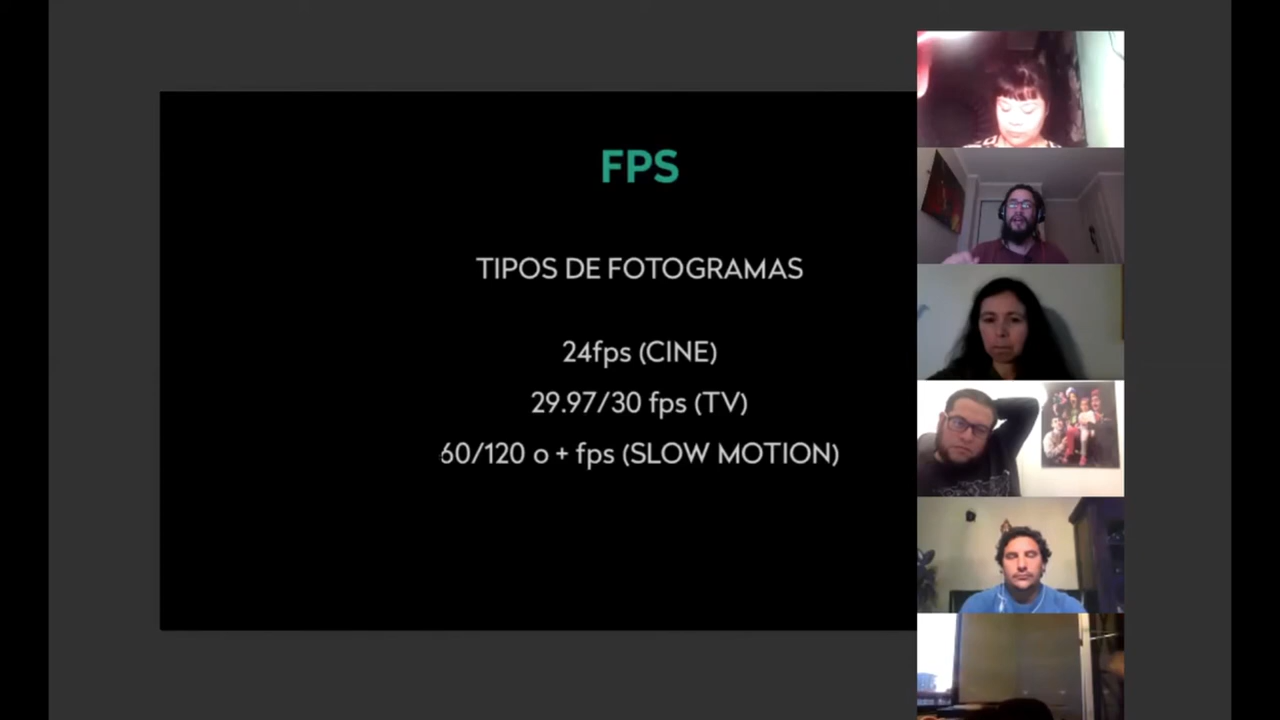 FPS
TIPOS DE FOTOGRAMAS
24fps (CINE)
29.97/30 fps (TV)
60/120 o + fps (SLOW MOTION)